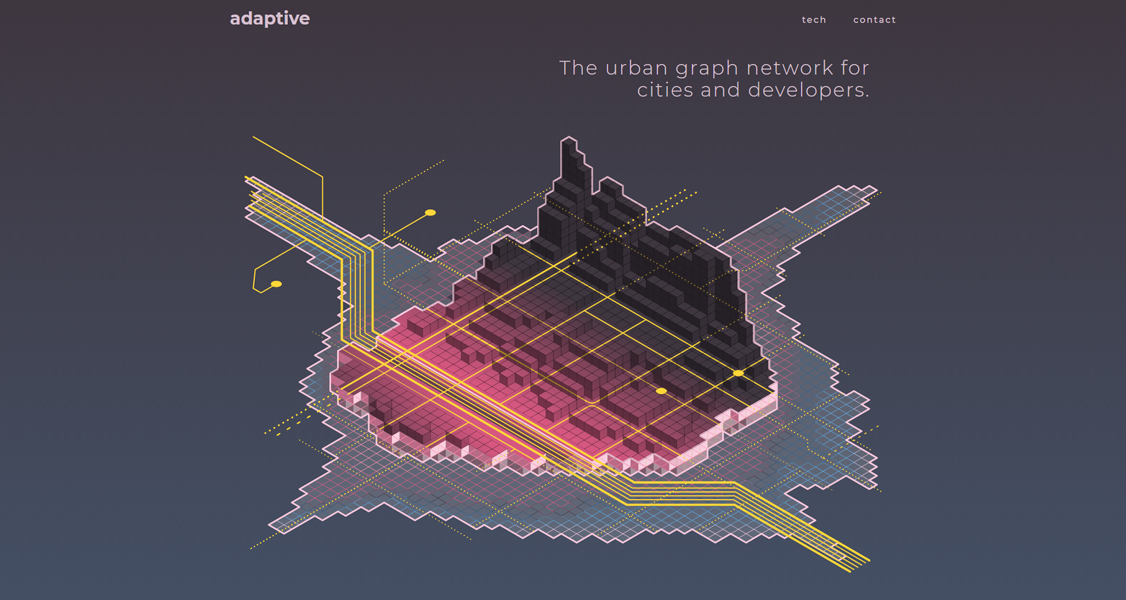 adaptive
tech
contact
The urban graph network for
cities and developers.